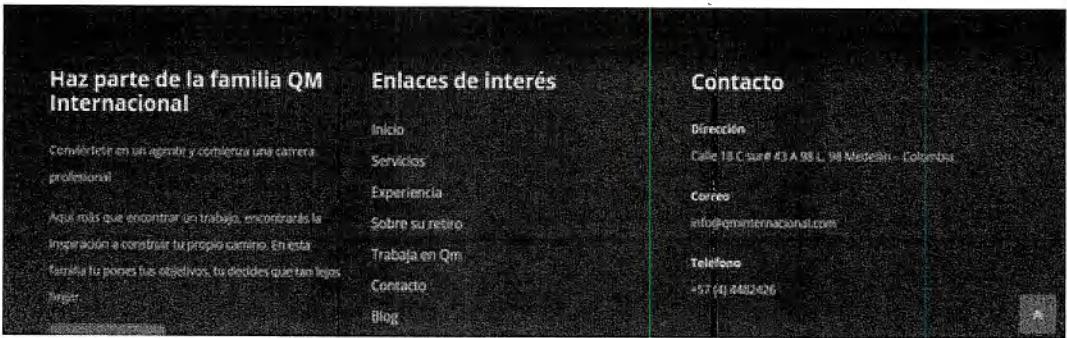 Haz parte de la familia QM
Internacional
Conviértete en un agente y comienza una carrera
profesional
Aquí más que encontrar un trabajo, encontrarás la
inspiración a construir tu propio camino. En esta
familia tu pones tus objetivos, tu decides que tan lejos
llegar.
Enlaces de interés
Inicio
Servicios
Experiencia
Sobre su retiro
Trabaja en Qm
Contacto
Blog
Contacto
Dirección
Calle 18 C sur# 43 A 98 L. 98 Medellín - Colombia
Correo
info@qminternacional.com
Teléfono
+57 (4) 4482426